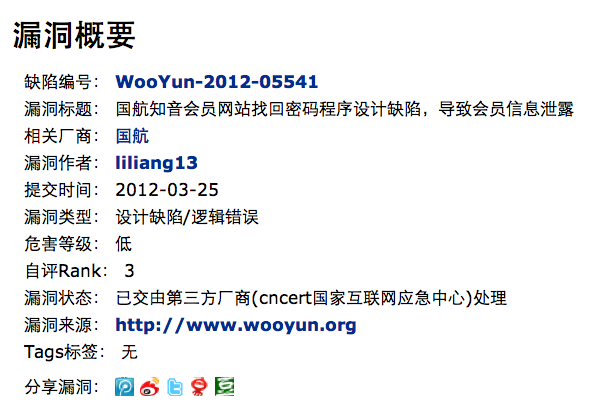 漏洞概要
缺陷编号： WooYun-2012-05541
漏洞标题： 国航知音会员网站找回密码程序设计缺陷，导致会员信息泄露
相关厂商： 国航
漏洞作者： liliang13
提交时间： 2012-03-25
漏洞类型： 设计缺陷/逻辑错误
危害等级： 低
自评Rank： 3
漏洞状态： 已交由第三方厂商(cncert国家互联网应急中心)处理
漏洞来源： http://www.wooyun.org
Tags标签： 无
分享漏洞：